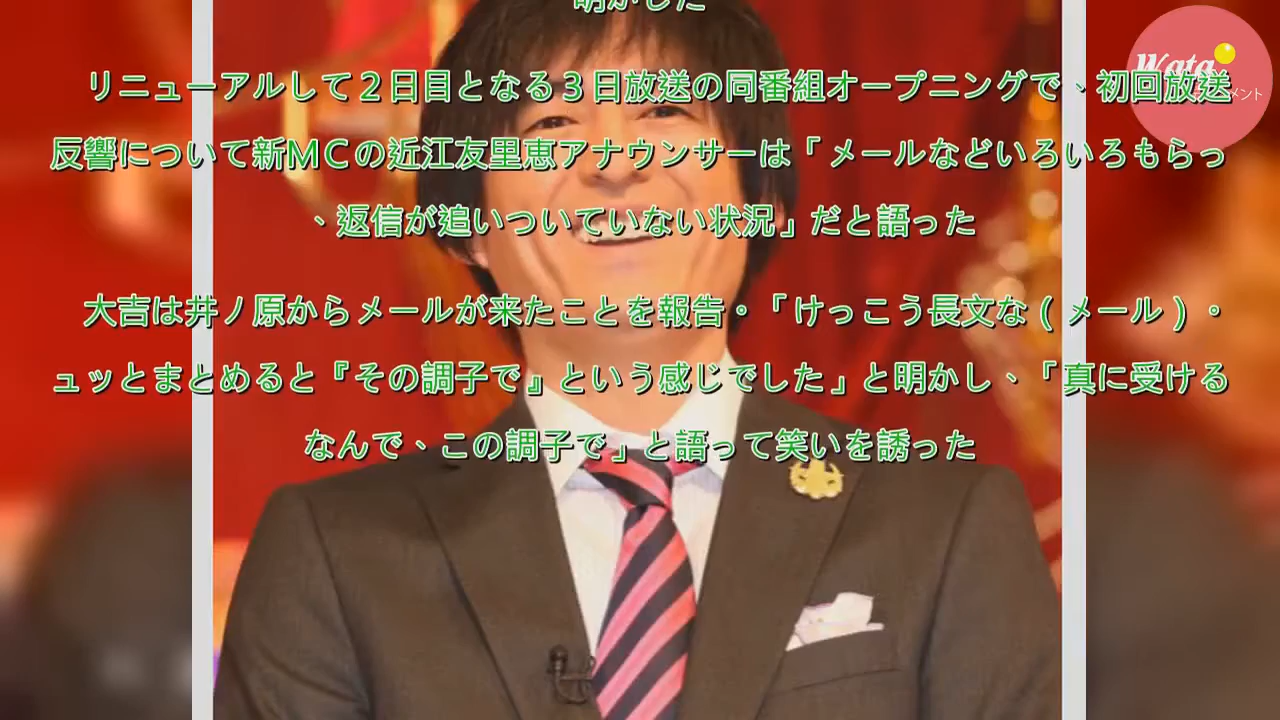 明かした
リニューアルして２日目となる３日放送の同番組オープニングで、初回放送
反響について新ＭＣの近江友里恵アナウンサーは「メールなどいろいろもらっ
、返信が追いついていない状況」だと語った
大吉は井ノ原からメールが来たことを報告・「けっこう長文な（メール）・
ュッとまとめると『その調子で』という感じでした」と明かし、「真に受ける
なんで、この調子で」と語って笑いを誘った
Wata
メント